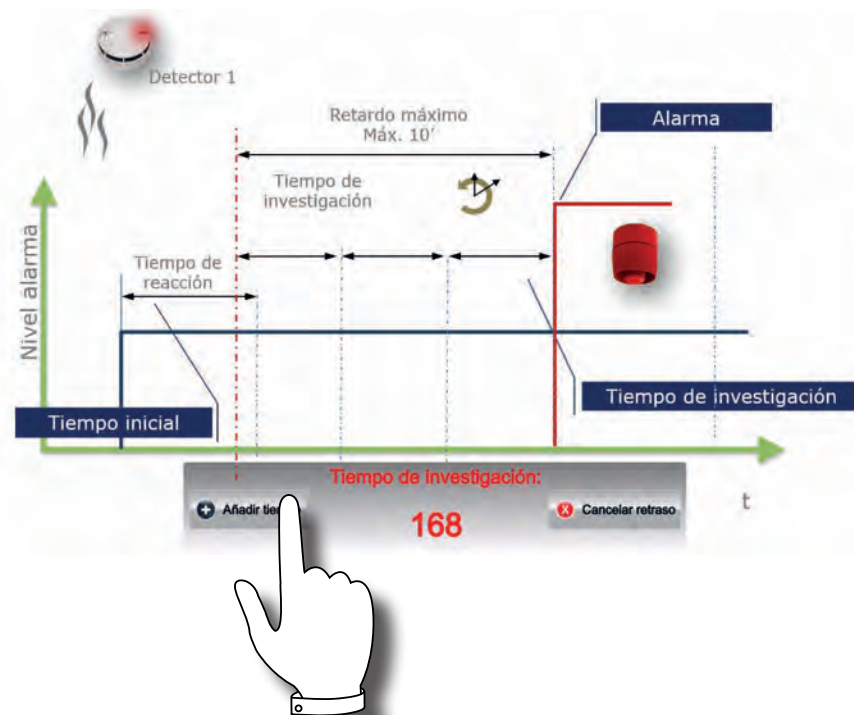 Detector 1
Retardo máximo
Máx. 10’
Alarma
Tiempo de
investigación
Tiempo de
reacción
Nivel alarma
Tiempo de investigación
Tiempo inicial
Tiempo de investigación:
Añadir
168
Cancelar retraso
t